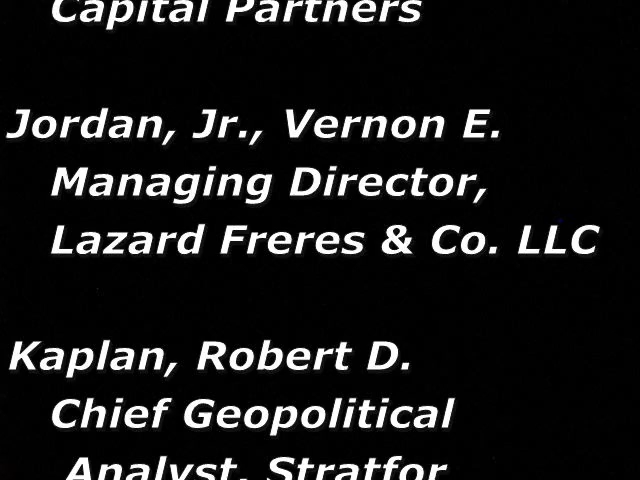 Capital Partners
Jordan, Jr., Vernon E.
Managing Director,
Lazard Freres & Co. LLC
Kaplan, Robert D.
Chief Geopolitical
Analyst, Stratfor